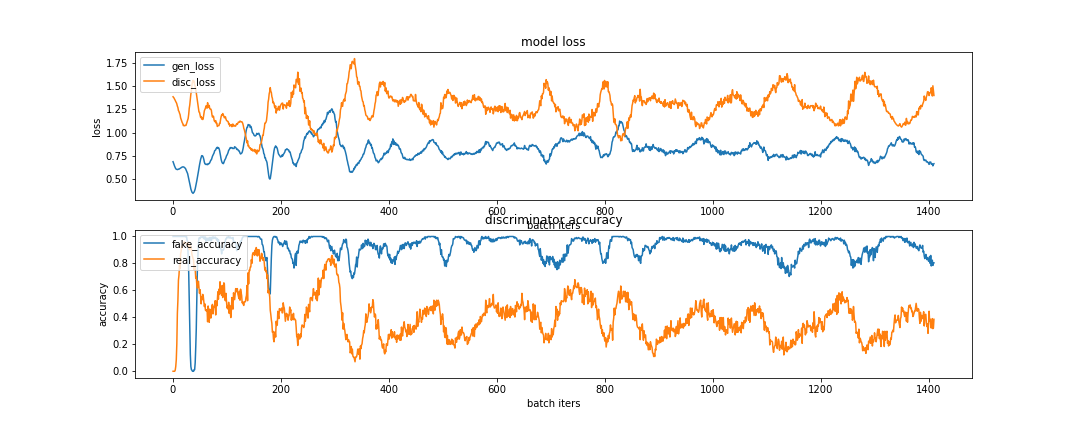 model loss
gen_loss
disc_loss
1.75
1.50
1.25
1.00
0.75
0.50
loss
0 200 400 600 800 1000 1200 1400
batch iters
discriminator accuracy
fake_accuracy
real_accuracy
1.0
0.8
0.6
0.4
0.2
0.0
accuracy
0 200 400 600 800 1000 1200 1400
batch iters